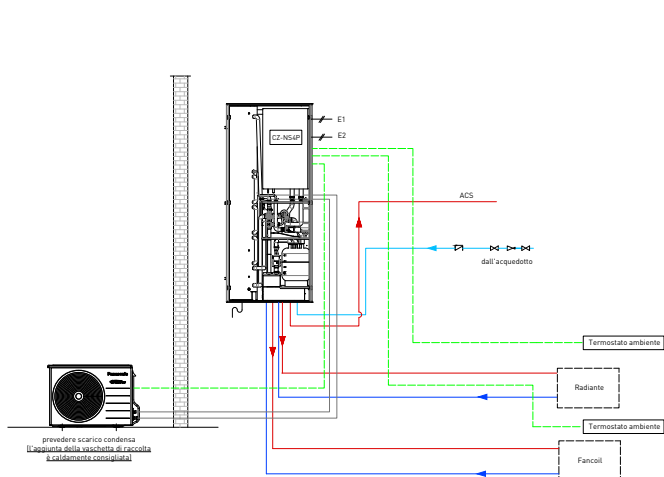 E1
CZ-NS4P
E2
ACS
dall'acquedotto
Termostato ambiente
Panasonic
Radiante
Termostato ambiente
prevedere scarico condensa
(l'aggiunta della vaschetta di raccolta
è caldamente consigliata)
Fancoil